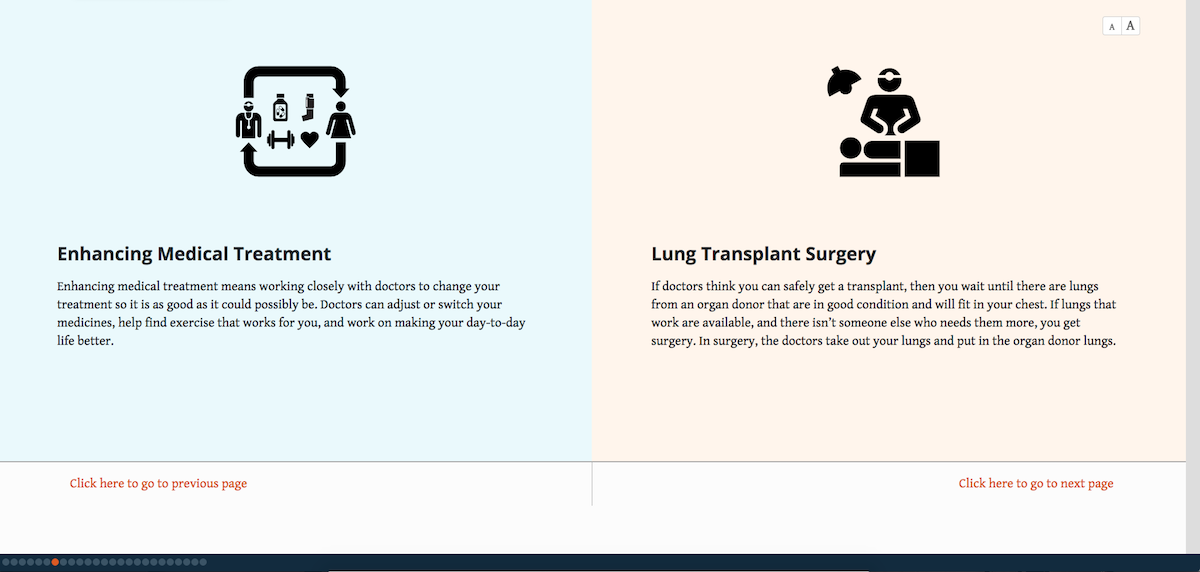 A A
Enhancing Medical Treatment
Enhancing medical treatment means working closely with doctors to change your
treatment so it is as good as it could possibly be. Doctors can adjust or switch your
medicines, help find exercise that works for you, and work on making your day-to-day
life better.
Lung Transplant Surgery
If doctors think you can safely get a transplant, then you wait until there are lungs
from an organ donor that are in good condition and will fit in your chest. If lungs that
work are available, and there isn’t someone else who needs them more, you get
surgery. In surgery, the doctors take out your lungs and put in the organ donor lungs.
Click here to go to previous page
Click here to go to next page